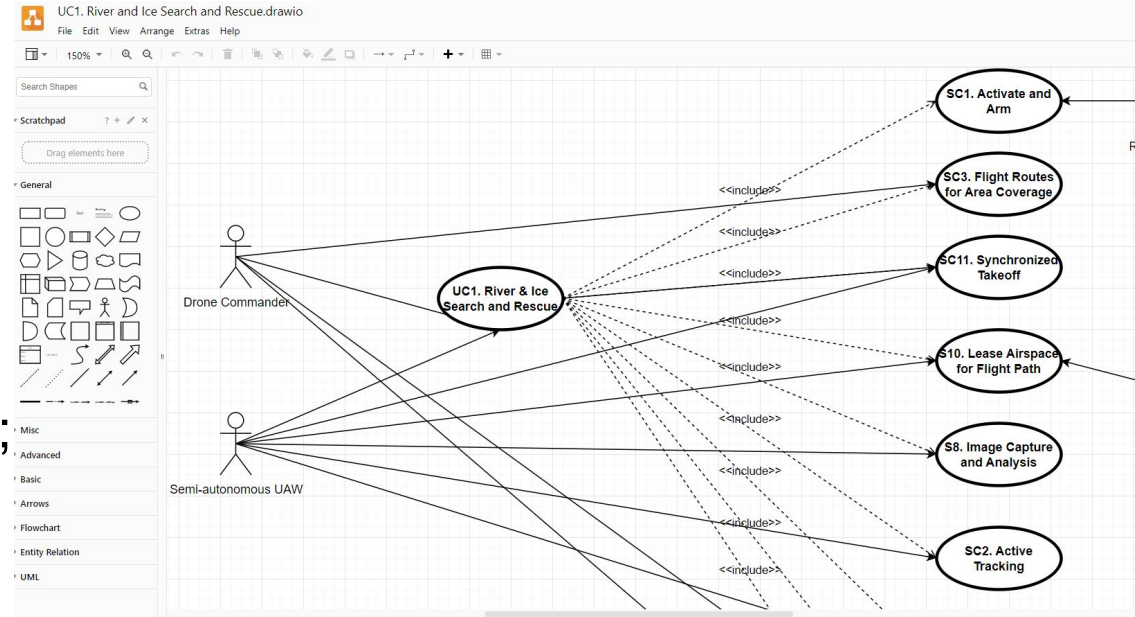 UC1. River and Ice Search and Rescue.drawio
File Edit View Arrange Extras Help
150%
Search Shapes
Scratchpad
Drag elements here
General
Misc
Advanced
Basic
Arrows
Flowchart
Entity Relation
UML
;
Drone Commander
Semi-autonomous UAW
UC1. River & Ice
Search and Rescue
<<include>>
<<include>>
<<include>>
<<include>>
<<include>>
<<include>>
<<include>>
<<include>>
<<include>>
SC1. Activate and
Arm
SC3. Flight Routes
for Area Coverage
SC11. Synchronized
Takeoff
S10. Lease Airspace
for Flight Path
S8. Image Capture
and Analysis
SC2. Active
Tracking
R